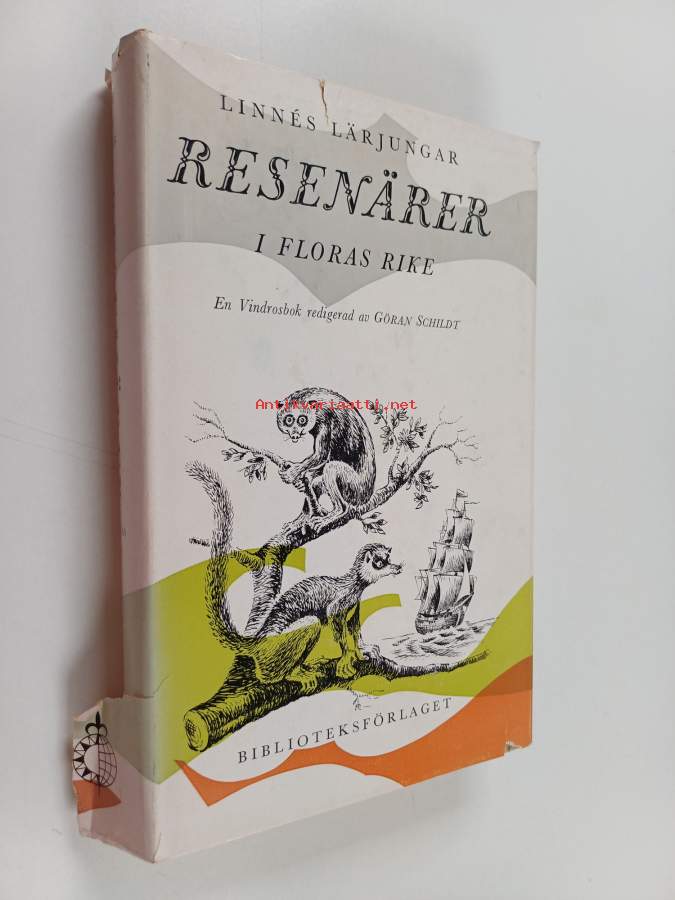 LINNÉS LÄRJUNGAR
RESENÄRER
I FLORAS RIKE
En Vindrosbok redigerad av GÖRAN SCHILDT
Antikvariaatti.net
BIBLIOTEKSFÖRLAGET